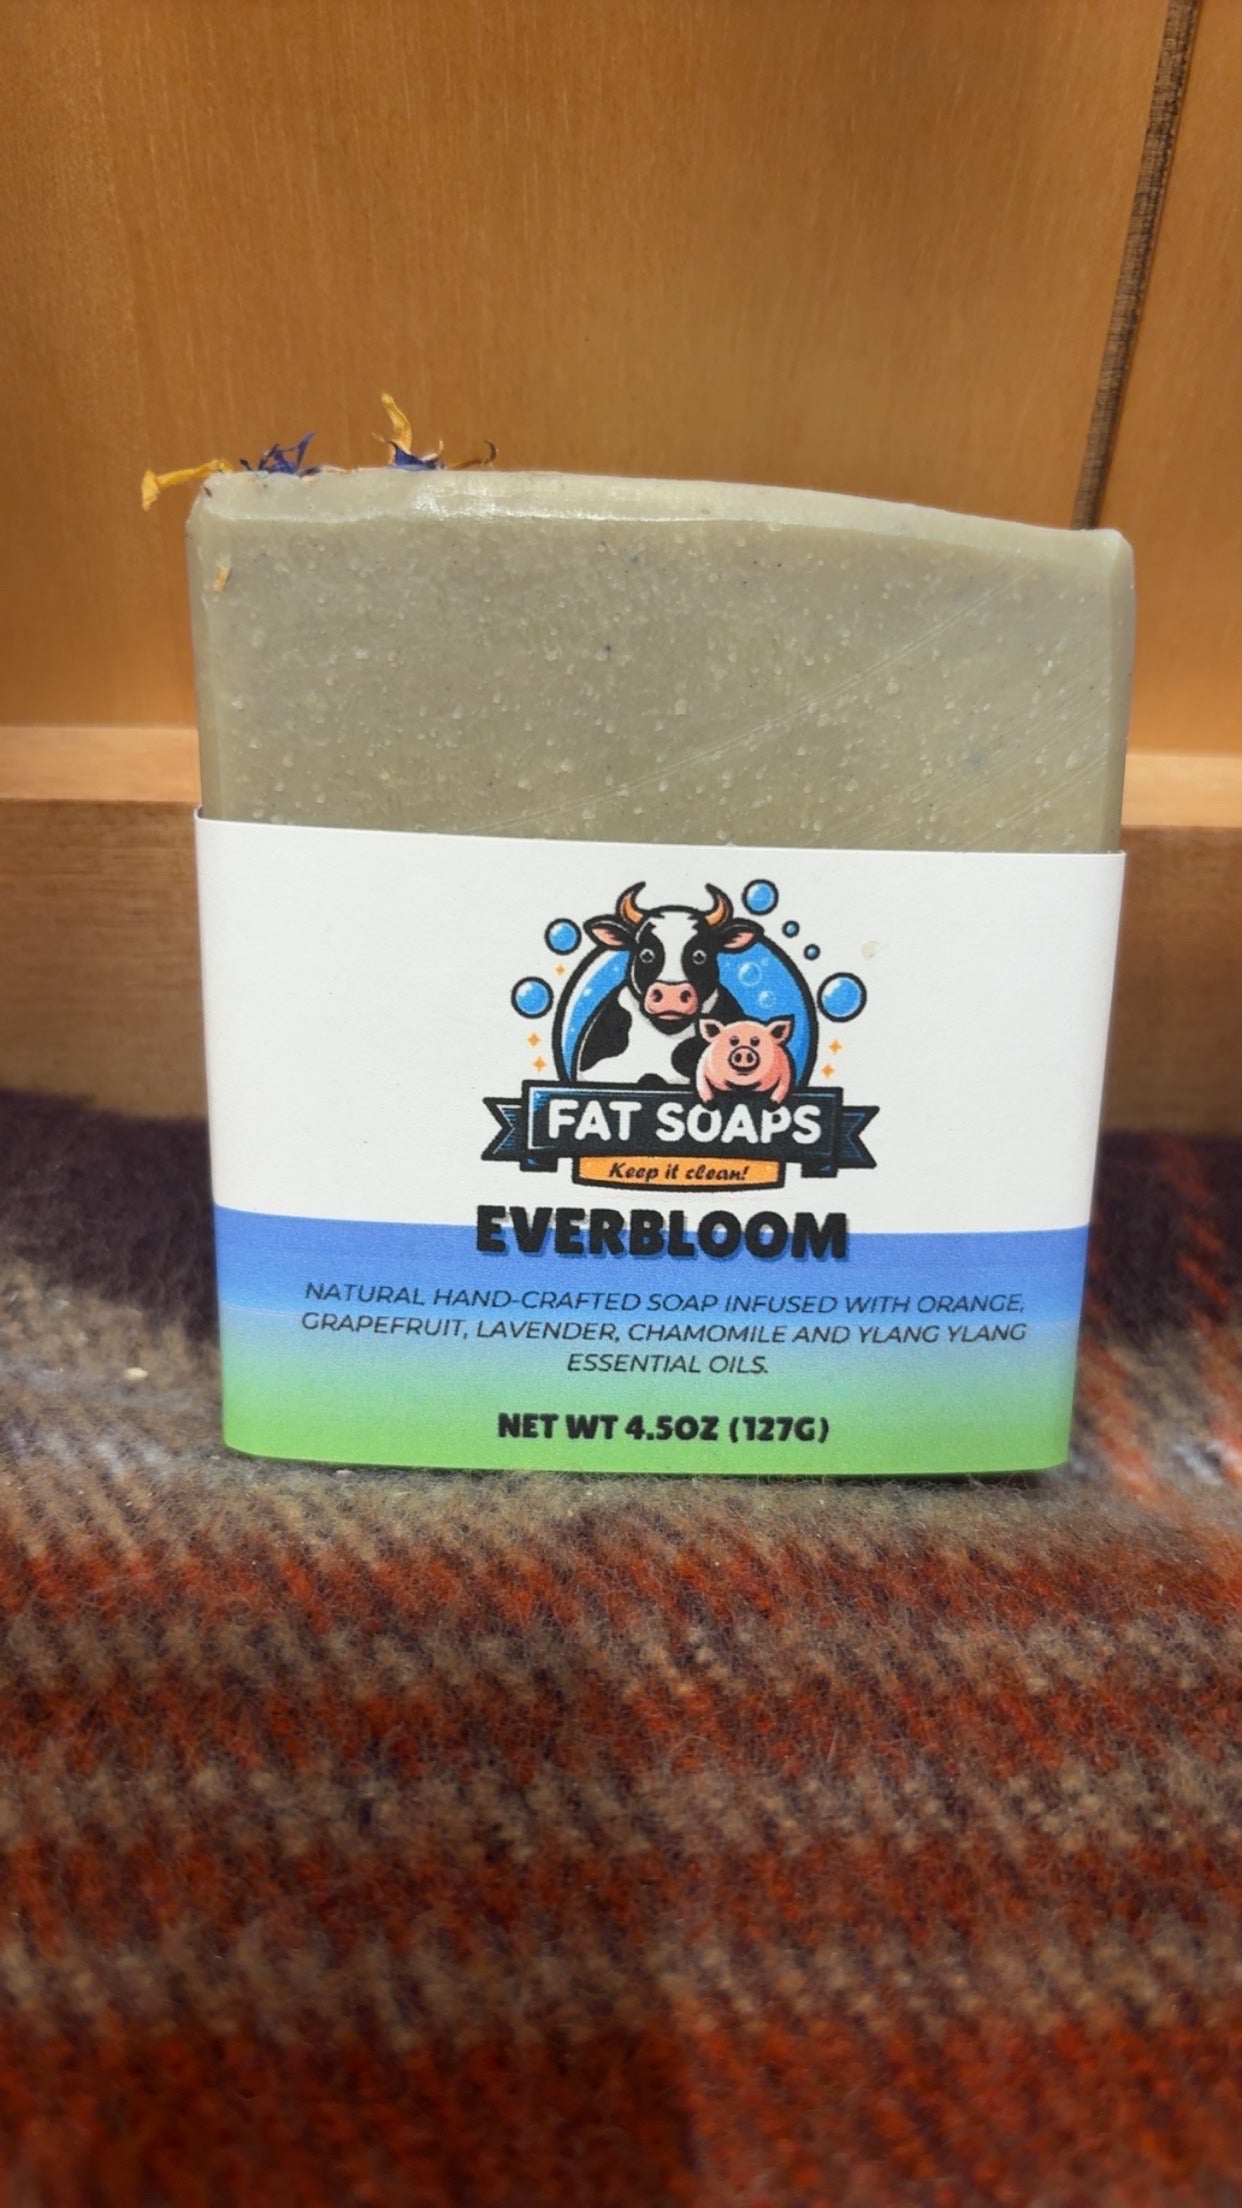 FAT SOAPS
Keep it clean!
EVERBLOOM
NATURAL HAND-CRAFTED SOAP INFUSED WITH ORANGE,
GRAPEFRUIT, LAVENDER, CHAMOMILE AND YLANG YLANG
ESSENTIAL OILS.
NET WT 4.5OZ (127G)